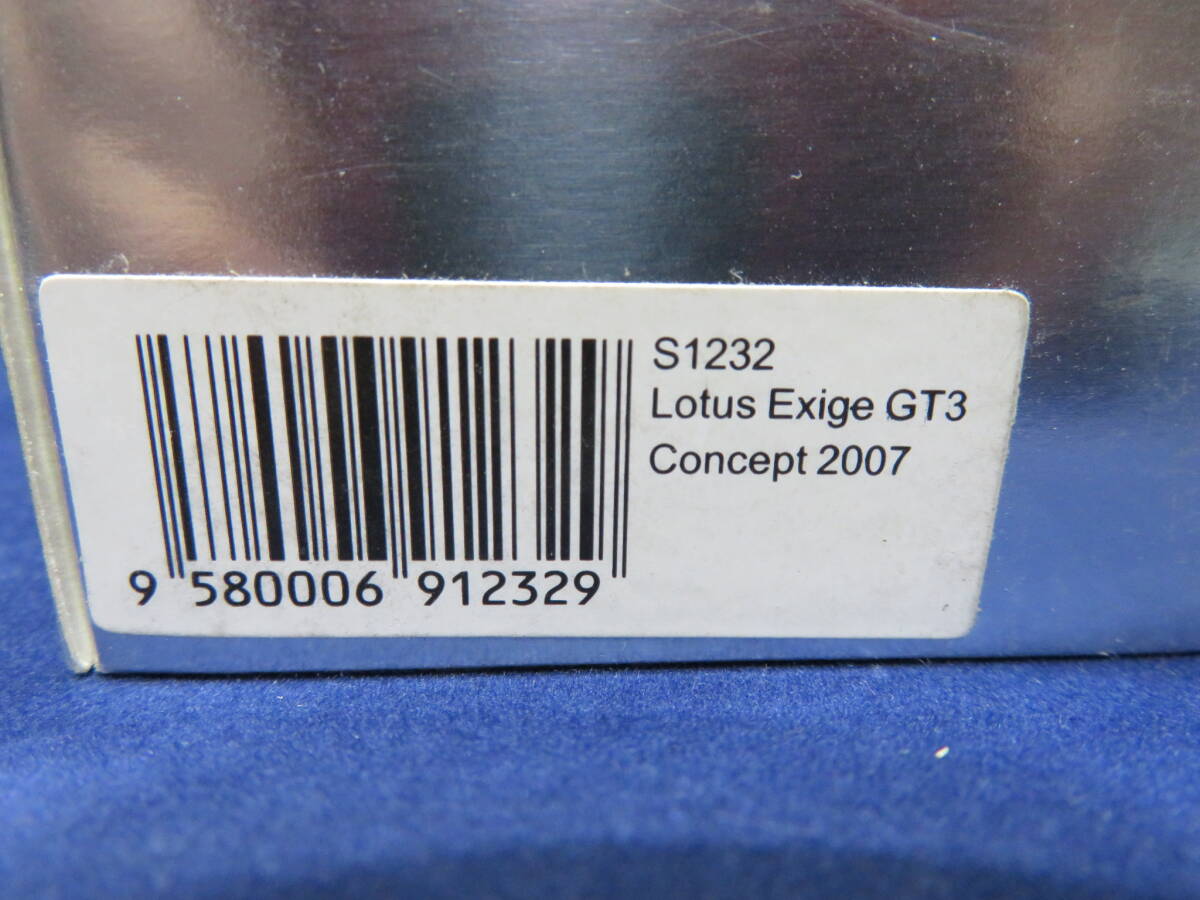 S1232
Lotus Exige GT3
Concept 2007
9 580006 912329